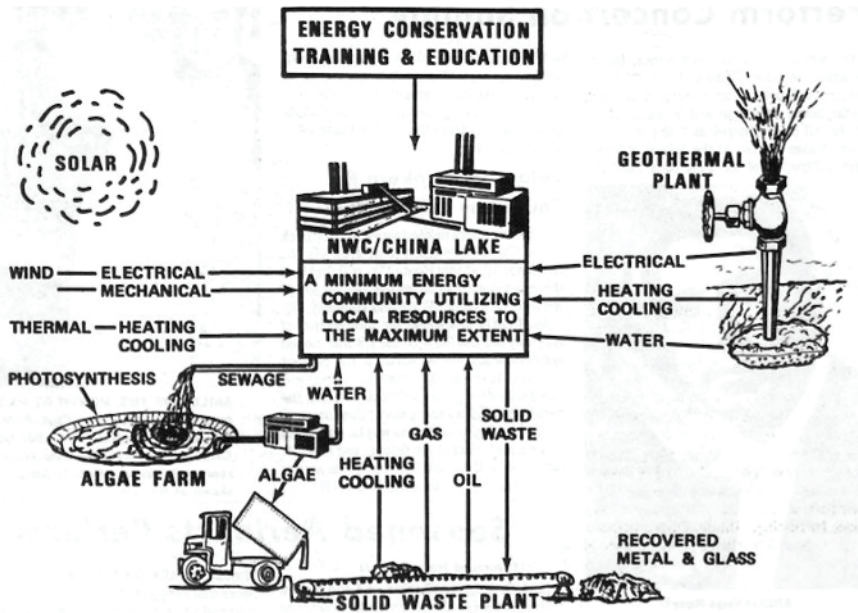 ENERGY CONSERVATION
TRAINING & EDUCATION
SOLAR
GEOTHERMAL
PLANT
NWC/CHINA LAKE
A MINIMUM ENERGY
COMMUNITY UTILIZING
LOCAL RESOURCES TO
THE MAXIMUM EXTENT
WIND
ELECTRICAL
MECHANICAL
THERMAL
HEATING
COOLING
ELECTRICAL
HEATING
COOLING
WATER
PHOTOSYNTHESIS
SEWAGE
WATER
ALGAE FARM
ALGAE
HEATING
COOLING
GAS
OIL
SOLID
WASTE
RECOVERED
METAL & GLASS
SOLID WASTE PLANT